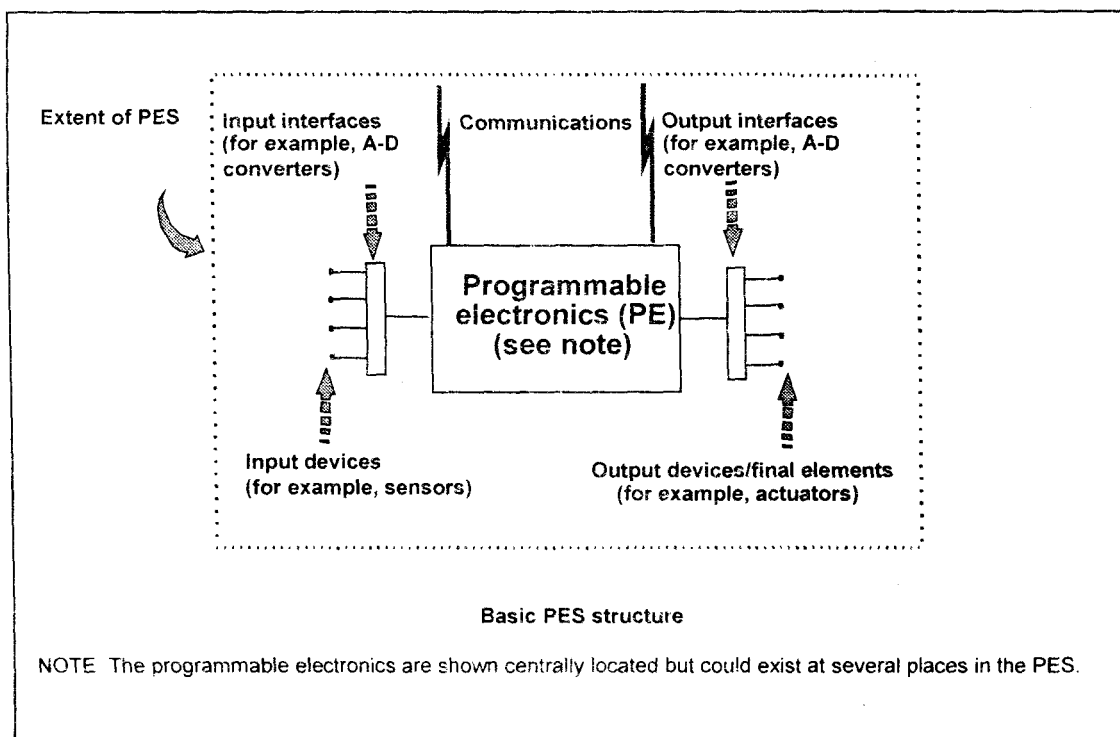 Extent of PES
Input interfaces
(for example, A-D
converters)
Communications
Output interfaces
(for example, A-D
converters)
Programmable
electronics (PE)
(see note)
Input devices
(for example, sensors)
Output devices/final elements
(for example, actuators)
Basic PES structure
NOTE The programmable electronics are shown centrally located but could exist at several places in the PES.